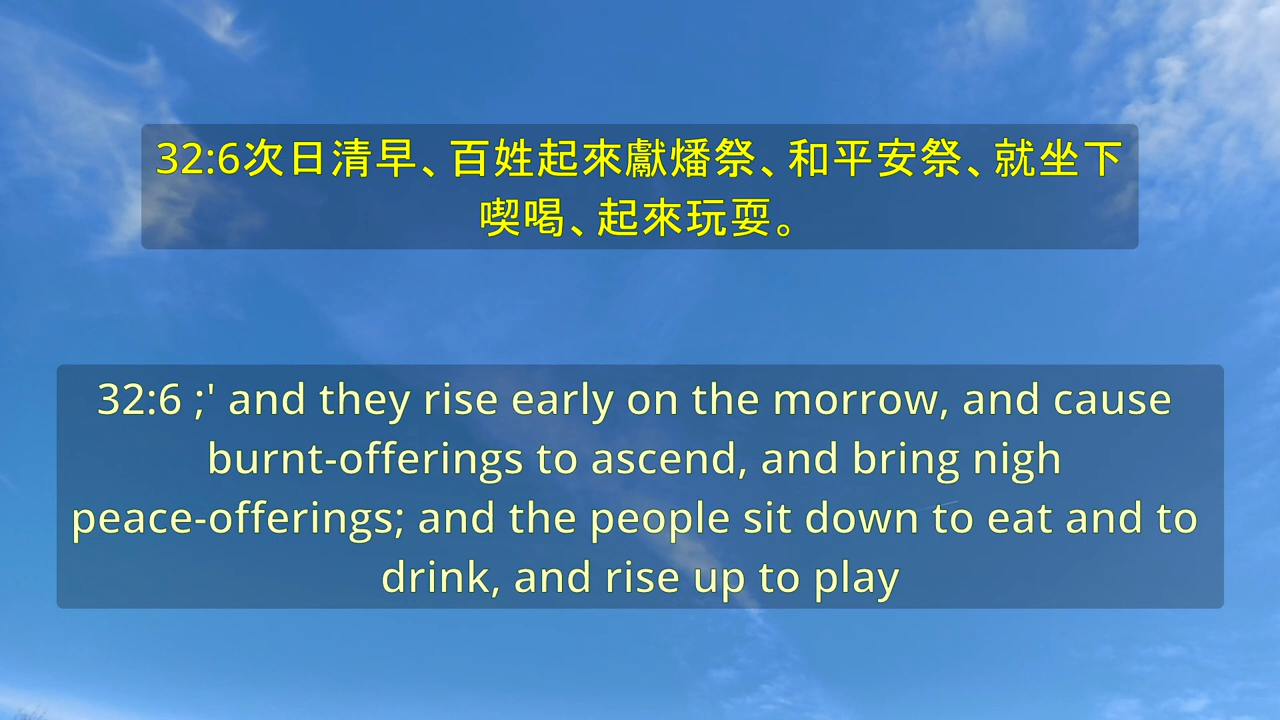 32:6次日清早、百姓起來獻燔祭、和平安祭、就坐下
喫喝、起來玩耍。
32:6 ;' and they rise early on the morrow, and cause
burnt-offerings to ascend, and bring nigh
peace-offerings; and the people sit down to eat and to
drink, and rise up to play